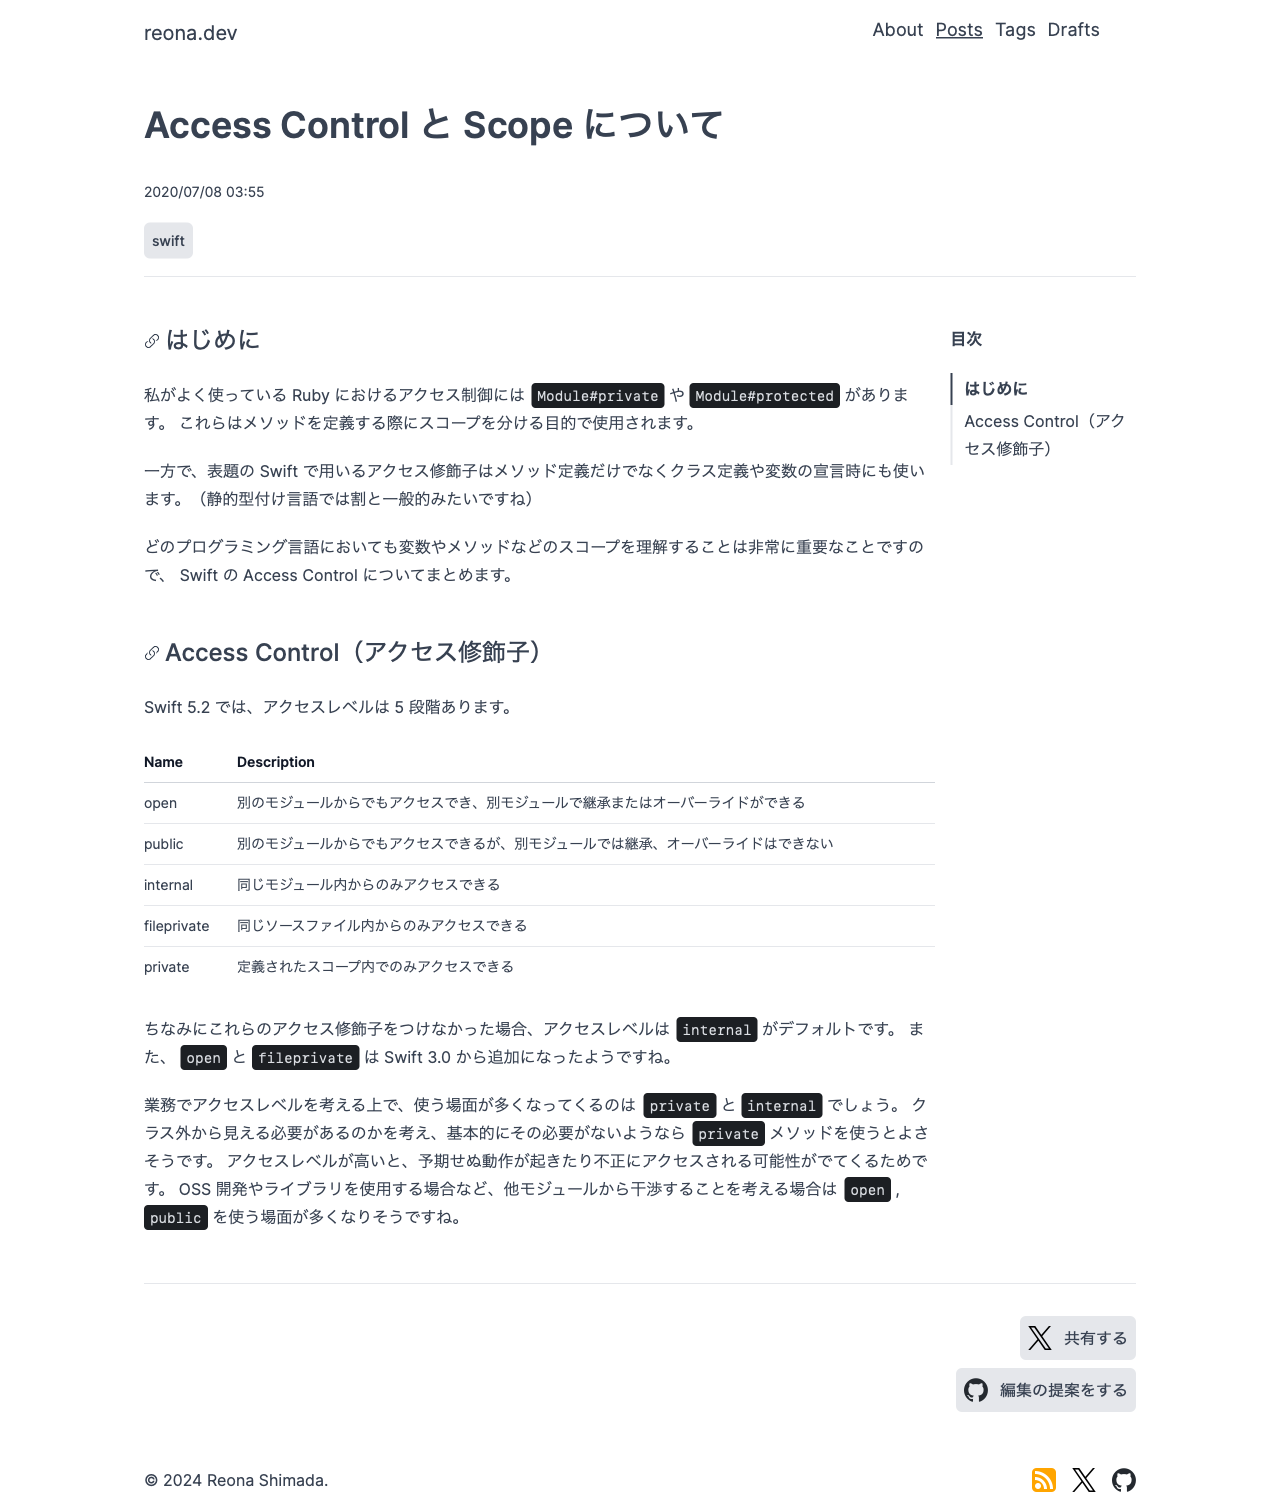 reona.dev
About Posts Tags Drafts
Access Control と Scope について
2020/07/08 03:55
swift
はじめに
私がよく使っている Ruby におけるアクセス制御には Module#private や Module#protected がありま
す。 これらはメソッドを定義する際にスコープを分ける目的で使用されます。
一方で、表題の Swift で用いるアクセス修飾子はメソッド定義だけでなくクラス定義や変数の宣言時にも使い
ます。（静的型付け言語では割と一般的みたいですね）
どのプログラミング言語においても変数やメソッドなどのスコープを理解することは非常に重要なことですの
で、 Swift の Access Control についてまとめます。
目次
はじめに
Access Control（アク
セス修飾子）
Access Control（アクセス修飾子）
Swift 5.2 では、アクセスレベルは 5 段階あります。
Name Description
open 別のモジュールからでもアクセスでき、別モジュールで継承またはオーバーライドができる
public 別のモジュールからでもアクセスできるが、別モジュールでは継承、オーバーライドはできない
internal 同じモジュール内からのみアクセスできる
fileprivate 同じソースファイル内からのみアクセスできる
private 定義されたスコープ内でのみアクセスできる
ちなみにこれらのアクセス修飾子をつけなかった場合、アクセスレベルは internal がデフォルトです。 ま
た、 open と fileprivate は Swift 3.0 から追加になったようですね。
業務でアクセスレベルを考える上で、使う場面が多くなってくるのは private と internal でしょう。 ク
ラス外から見える必要があるのかを考え、基本的にその必要がないようなら private メソッドを使うとよさ
そうです。 アクセスレベルが高いと、予期せぬ動作が起きたり不正にアクセスされる可能性がでてくるためで
す。 OSS 開発やライブラリを使用する場合など、他モジュールから干渉することを考える場合は open ,
public を使う場面が多くなりそうですね。
共有する
編集の提案をする
© 2024 Reona Shimada.